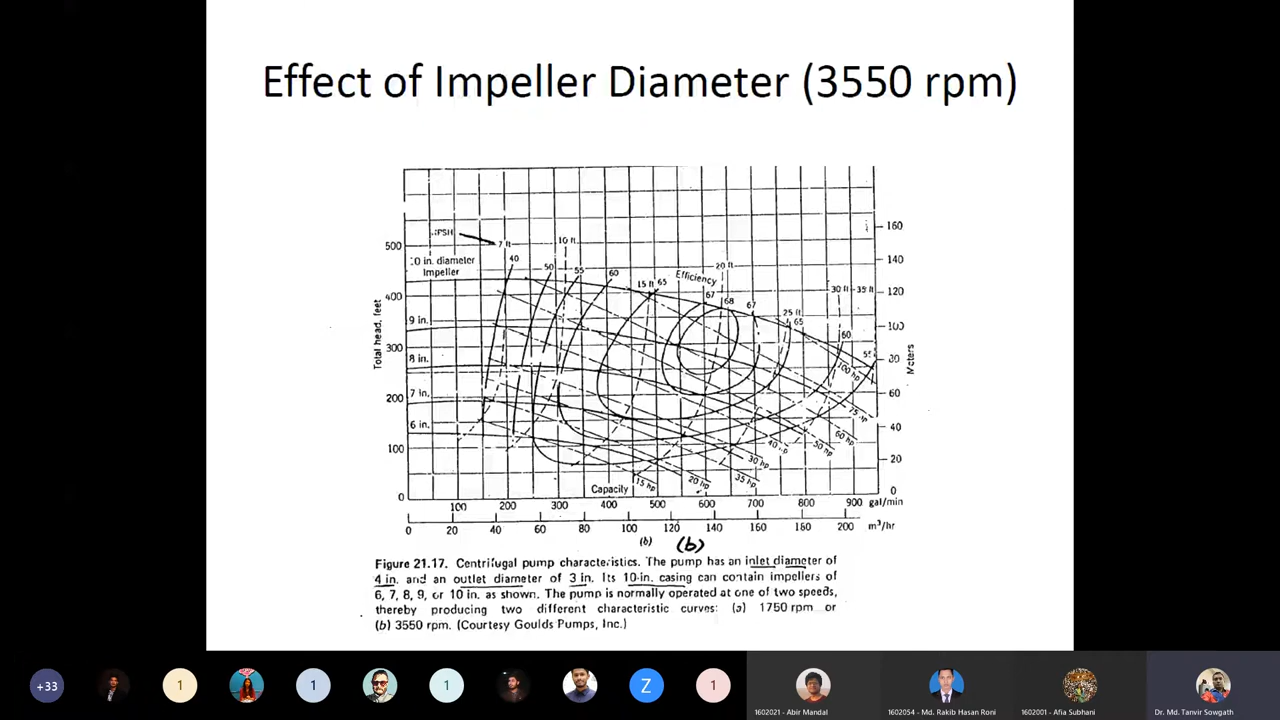 Effect of Impeller Diameter (3550 rpm)
NPSH
7 ft
10 ft
40
50
55
60
15 ft
65
Efficiency
20 ft
67
68
67
25 ft
65
30 ft
35 ft
60
55
10 in. diameter
Impeller
9 in.
8 in.
7 in.
6 in.
500
400
300
200
100
0
Total head, feet
160
140
120
100
80
60
40
20
0
Meters
100 hp
75 hp
60 hp
50 hp
40 hp
30 hp
35 hp
20 hp
15 hp
Capacity
100 200 300 400 500 600 700 800 900 gal/min
0 20 40 60 80 100 120 140 160 180 200 m³/hr
(b) (b)
Figure 21.17. Centrifugal pump characteristics. The pump has an inlet diameter of
4 in. and an outlet diameter of 3 in. Its 10-in. casing can contain impellers of
6, 7, 8, 9, or 10 in. as shown. The pump is normally operated at one of two speeds,
thereby producing two different characteristic curves: (a) 1750 rpm or
(b) 3550 rpm. (Courtesy Goulds Pumps, Inc.)
+33 1 1 1 Z 1
1602021 - Abir Mandal
1602054 - Md. Rakib Hasan Roni
1602001 - Afia Subhani
Dr. Md. Tanvir Sowgath